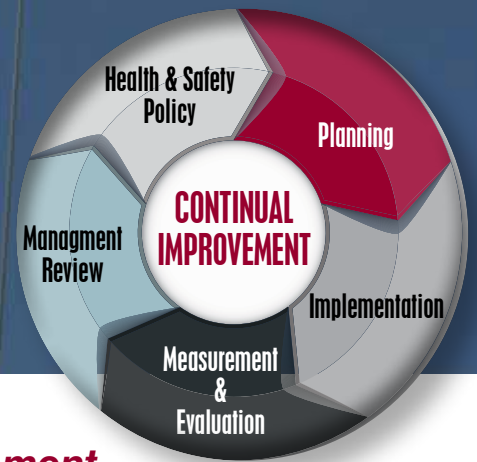 Health & Safety
Policy
Planning
CONTINUAL
IMPROVEMENT
Managment
Review
Implementation
Measurement
&
Evaluation